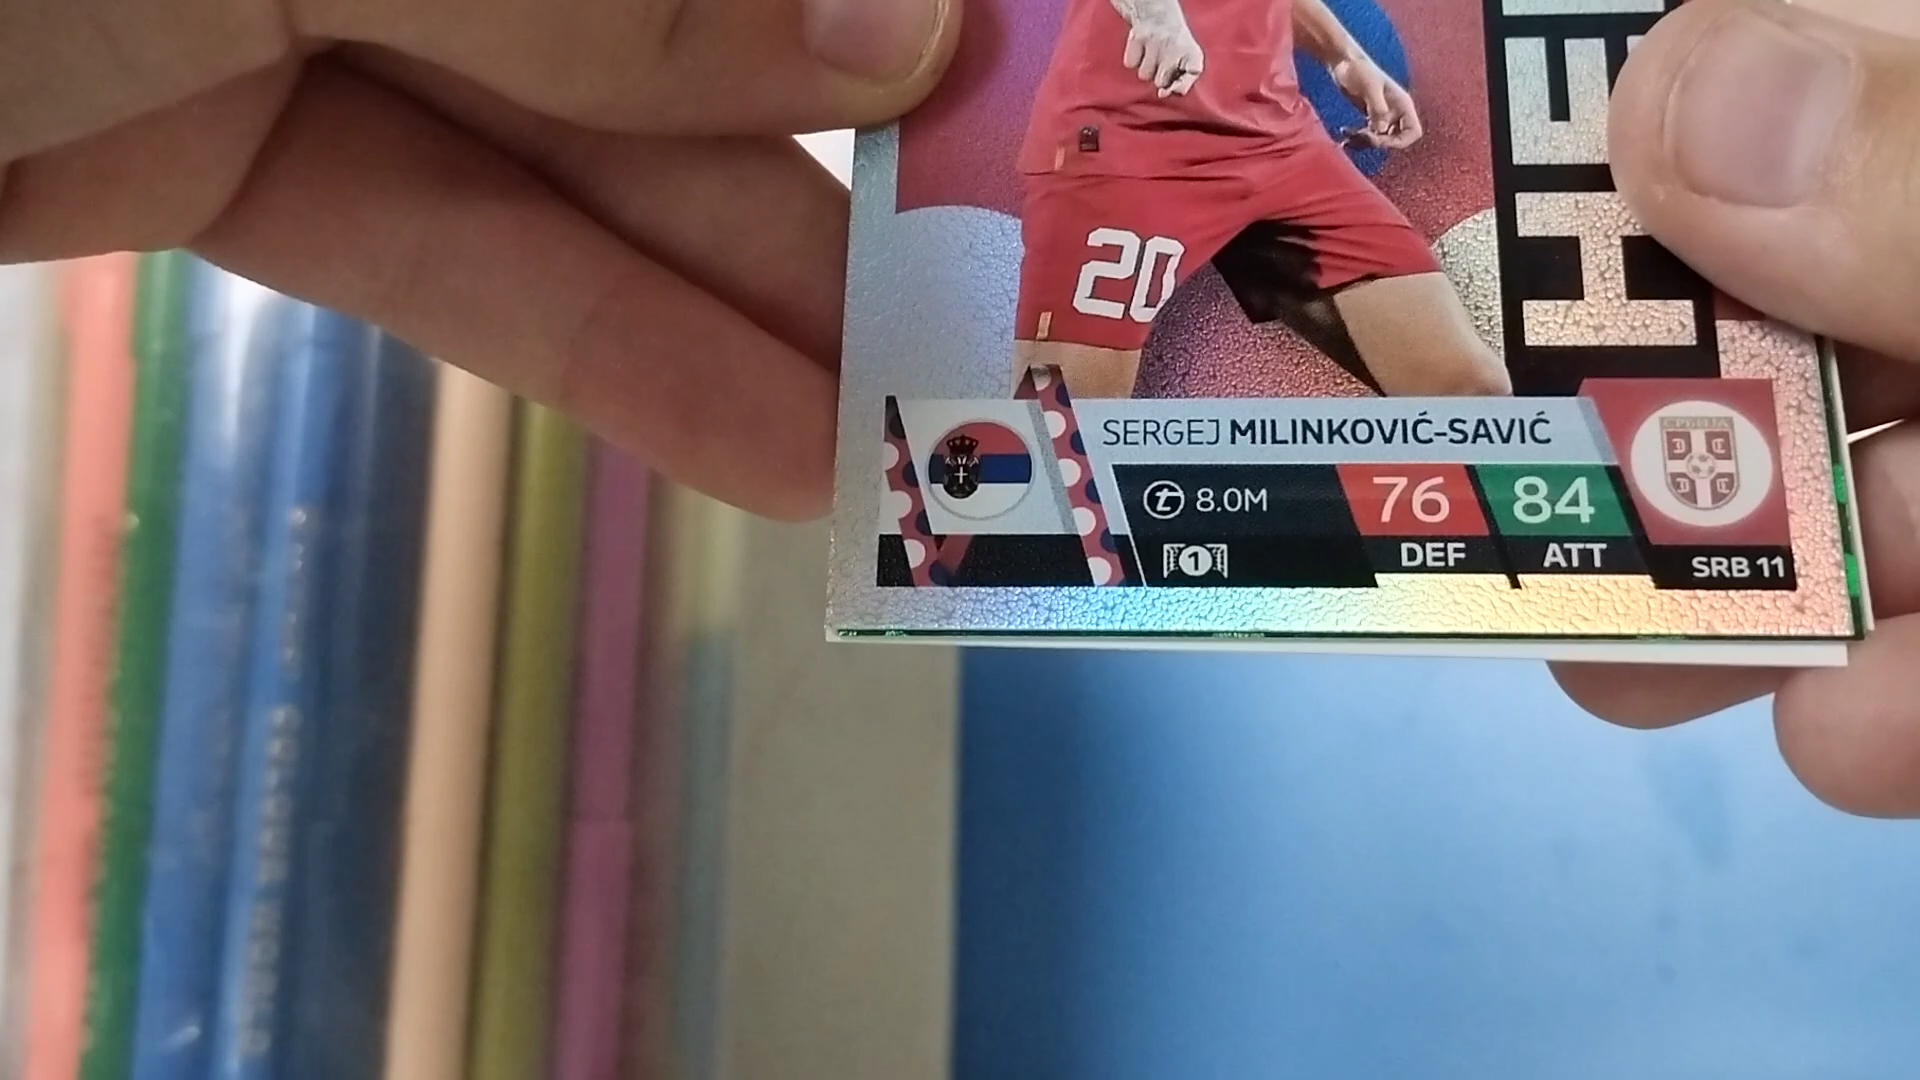 20
SERGEJ MILINKOVIĆ-SAVIĆ
8.0M
76
84
1
DEF
ATT
SRB 11